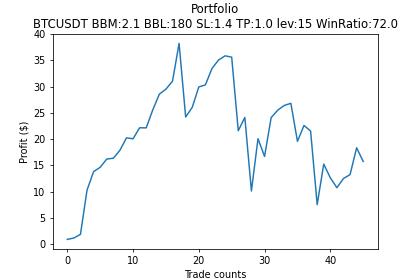 Portfolio
BTCUSDT BBM:2.1 BBL:180 SL:1.4 TP:1.0 lev:15 WinRatio:72.0
40
35
30
25
20
15
10
5
0
Profit ($)
0 10 20 30 40
Trade counts